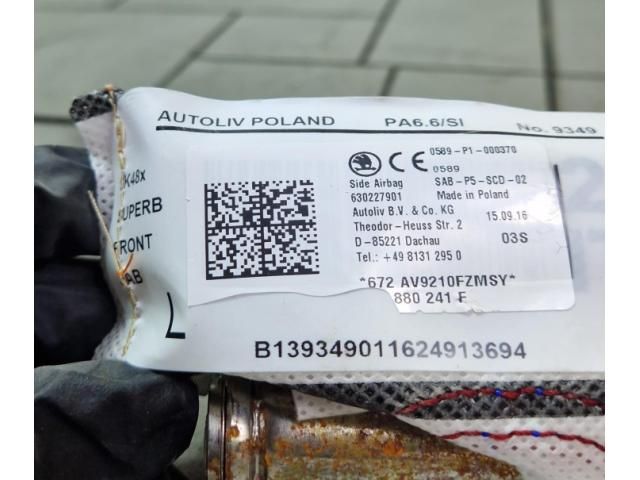 AUTOLIV POLAND PA6.6/SI No. 9349
SUPERB
FRONT
L
CE 0589-P1-000370
0589
Side Airbag SAB-P5-SCD-02
630227901 Made in Poland
Autoliv B.V. & Co. KG 15.09.16
Theodor-Heuss Str. 2
D-85221 Dachau 03S
Tel.: +49 8131 295 0
*672 AV9210FZMSY*
880 241 F
B139349011624913694